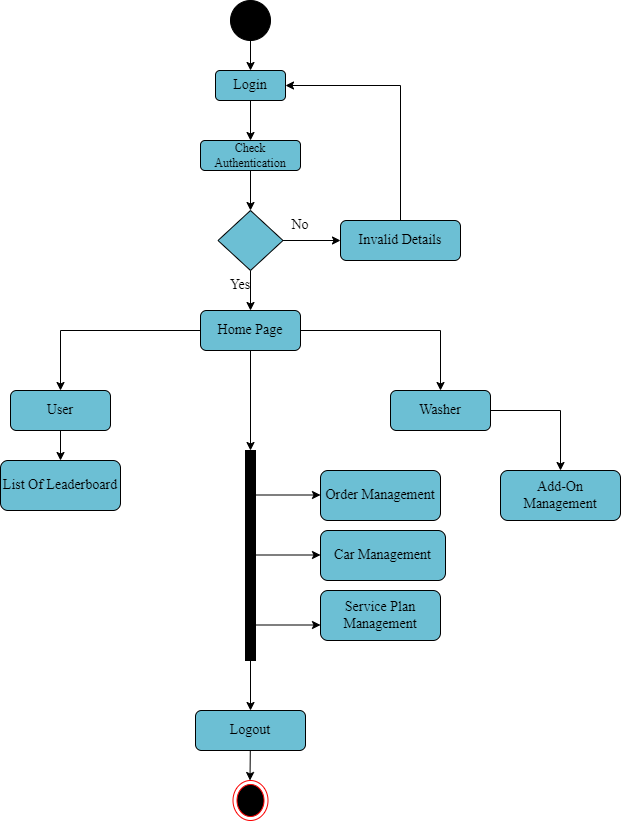 Login
Check
Authentication
No
Invalid Details
Yes
Home Page
User
Washer
List Of Leaderboard
Order Management
Add-On
Management
Car Management
Service Plan
Management
Logout